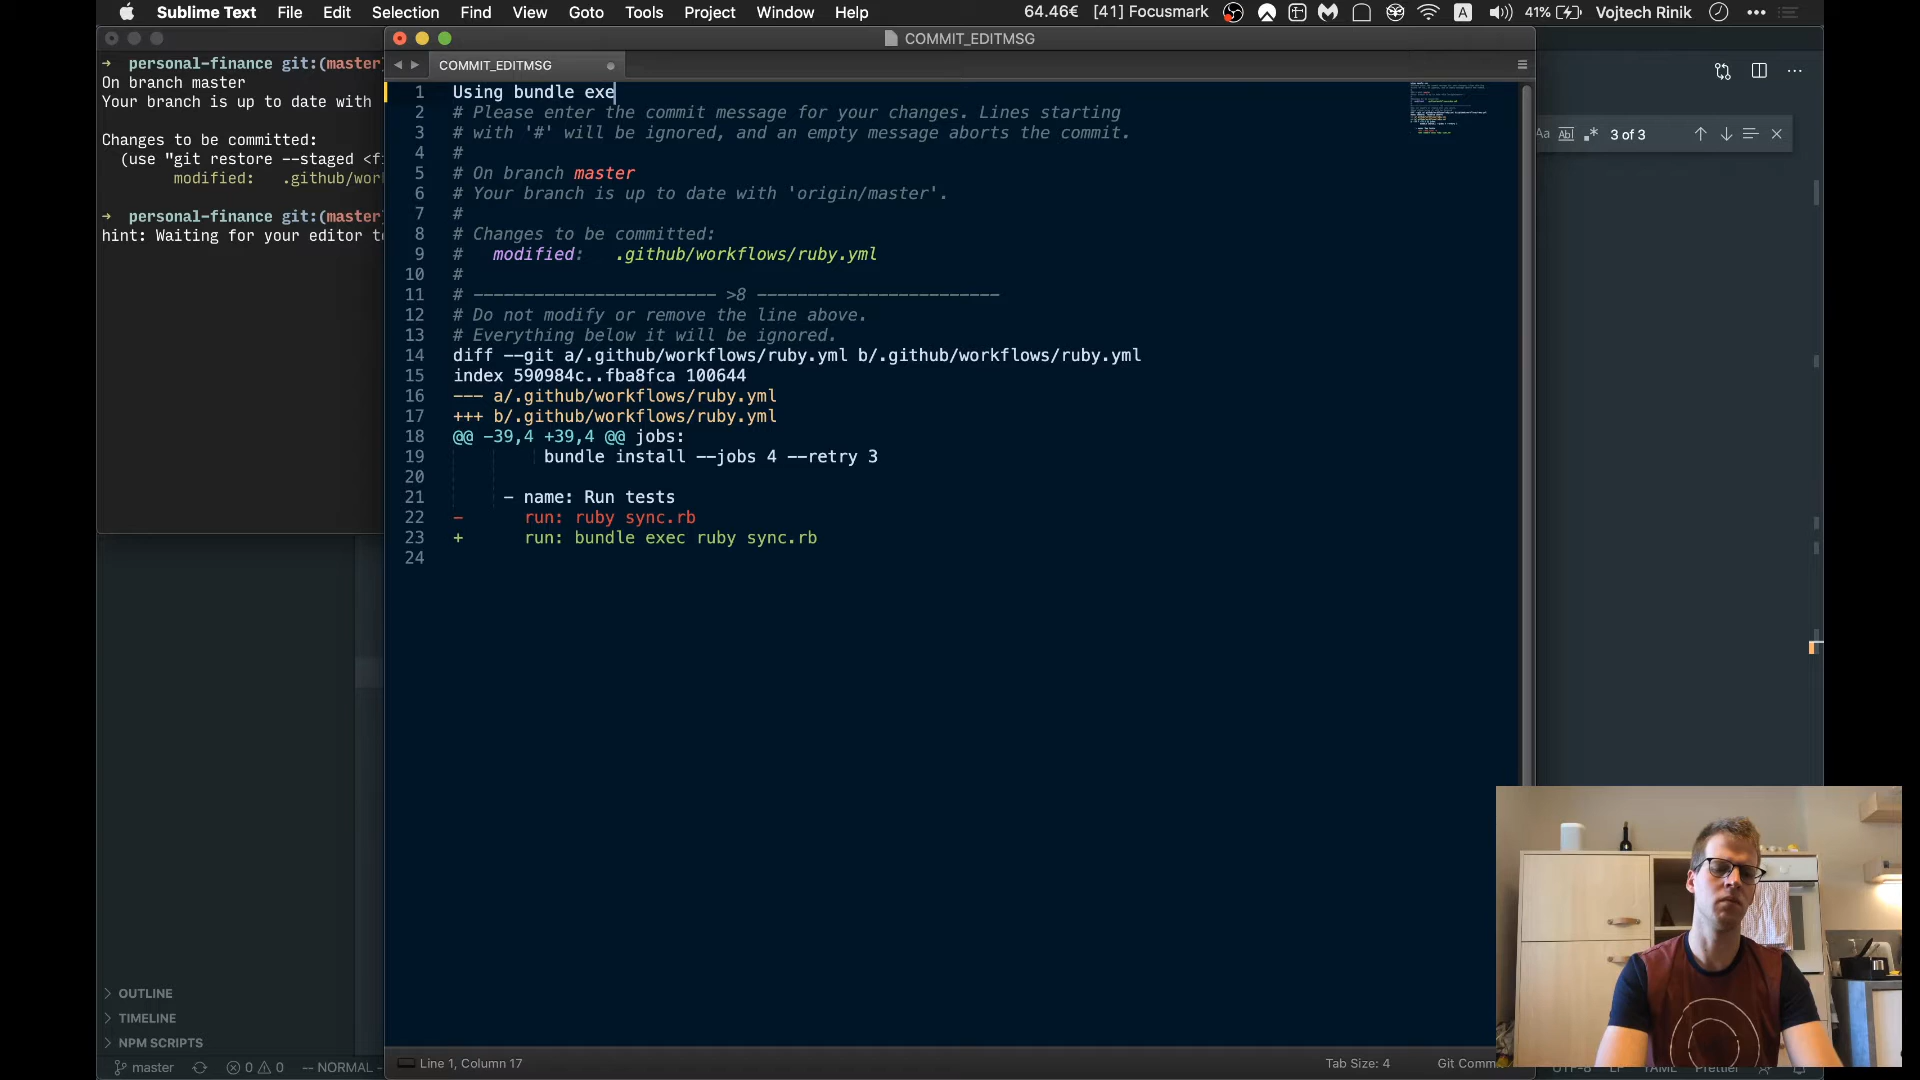 Sublime Text File Edit Selection Find View Goto Tools Project Window Help 64.46€ [41] Focusmark A 41% Vojtech Rinik
COMMIT_EDITMSG
COMMIT_EDITMSG
→ personal-finance git:(master)
On branch master
Your branch is up to date with
Changes to be committed:
(use "git restore --staged <fi
modified: .github/work
→ personal-finance git:(master)
hint: Waiting for your editor to
1 Using bundle exe
2 # Please enter the commit message for your changes. Lines starting
3 # with '#' will be ignored, and an empty message aborts the commit.
4 #
5 # On branch master
6 # Your branch is up to date with 'origin/master'.
7 #
8 # Changes to be committed:
9 # modified: .github/workflows/ruby.yml
10 #
11 # ------------------------ >8 ------------------------
12 # Do not modify or remove the line above.
13 # Everything below it will be ignored.
14 diff --git a/.github/workflows/ruby.yml b/.github/workflows/ruby.yml
15 index 590984c..fba8fca 100644
16 --- a/.github/workflows/ruby.yml
17 +++ b/.github/workflows/ruby.yml
18 @@ -39,4 +39,4 @@ jobs:
19 bundle install --jobs 4 --retry 3
20
21 - name: Run tests
22 - run: ruby sync.rb
23 + run: bundle exec ruby sync.rb
24
Aa Ab .* 3 of 3
OUTLINE
TIMELINE
NPM SCRIPTS
master 0 0 -- NORMAL -
Line 1, Column 17 Tab Size: 4 Git Comm
UTF-8 LF YAML Prettier